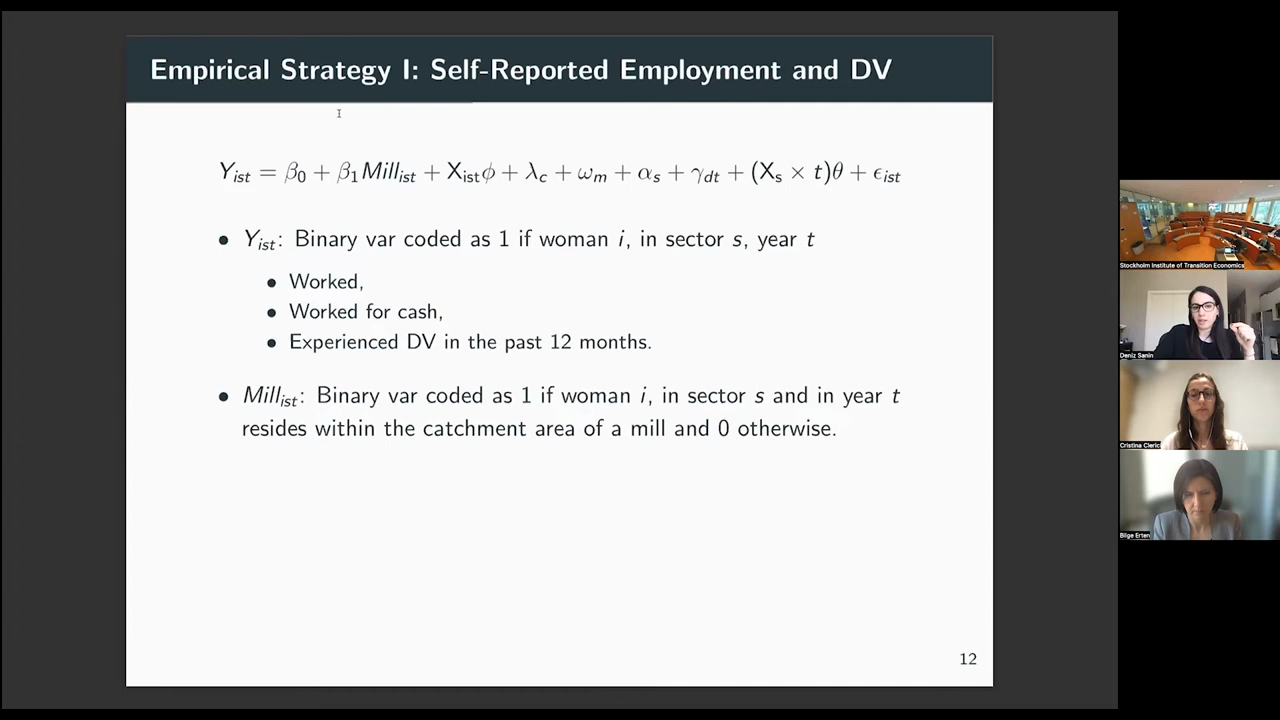 Empirical Strategy I: Self-Reported Employment and DV
Y_ist = β_0 + β_1 Mill_ist + X_ist ϕ + λ_c + ω_m + α_s + γ_dt + (X_s × t)θ + ϵ_ist
• Y_ist: Binary var coded as 1 if woman i, in sector s, year t
• Worked,
• Worked for cash,
• Experienced DV in the past 12 months.
• Mill_ist: Binary var coded as 1 if woman i, in sector s and in year t
resides within the catchment area of a mill and 0 otherwise.
12
Stockholm Institute of Transition Economics
Deniz Sanin
Cristina Clerici
Bilge Erten